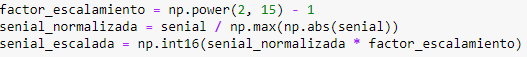 factor_escalamiento = np.power(2, 15) - 1
senial_normalizada = senial / np.max(np.abs(senial))
senial_escalada = np.int16(senial_normalizada * factor_escalamiento)